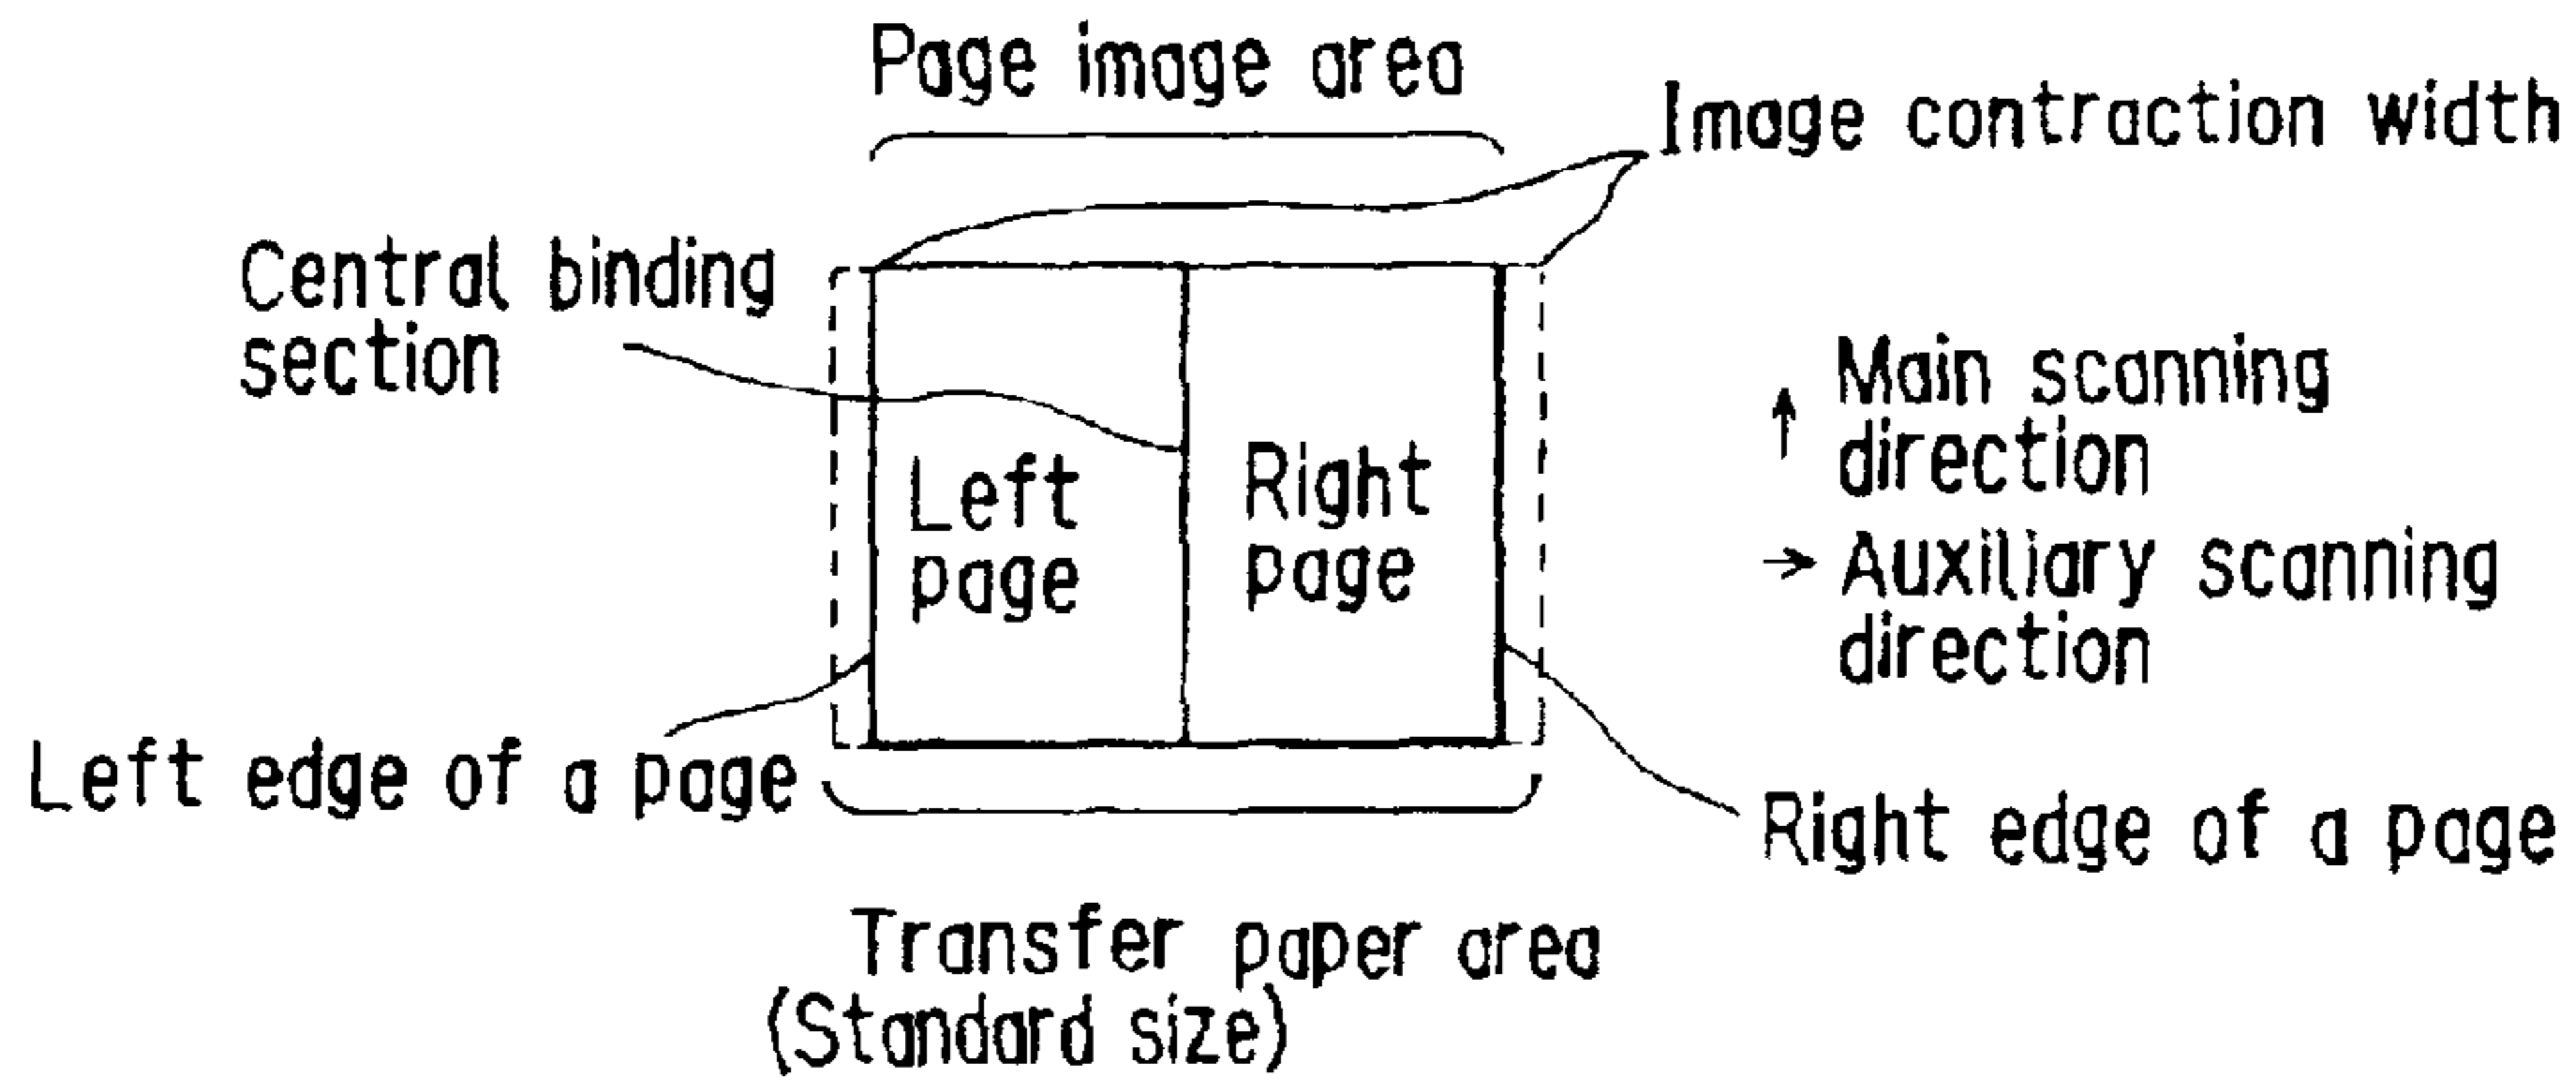 Page image area
Image contraction width
Central binding
section
Main scanning
direction
Left
page
Right
page
Auxiliary scanning
direction
Left edge of a page
Right edge of a page
Transfer paper area
(Standard size)